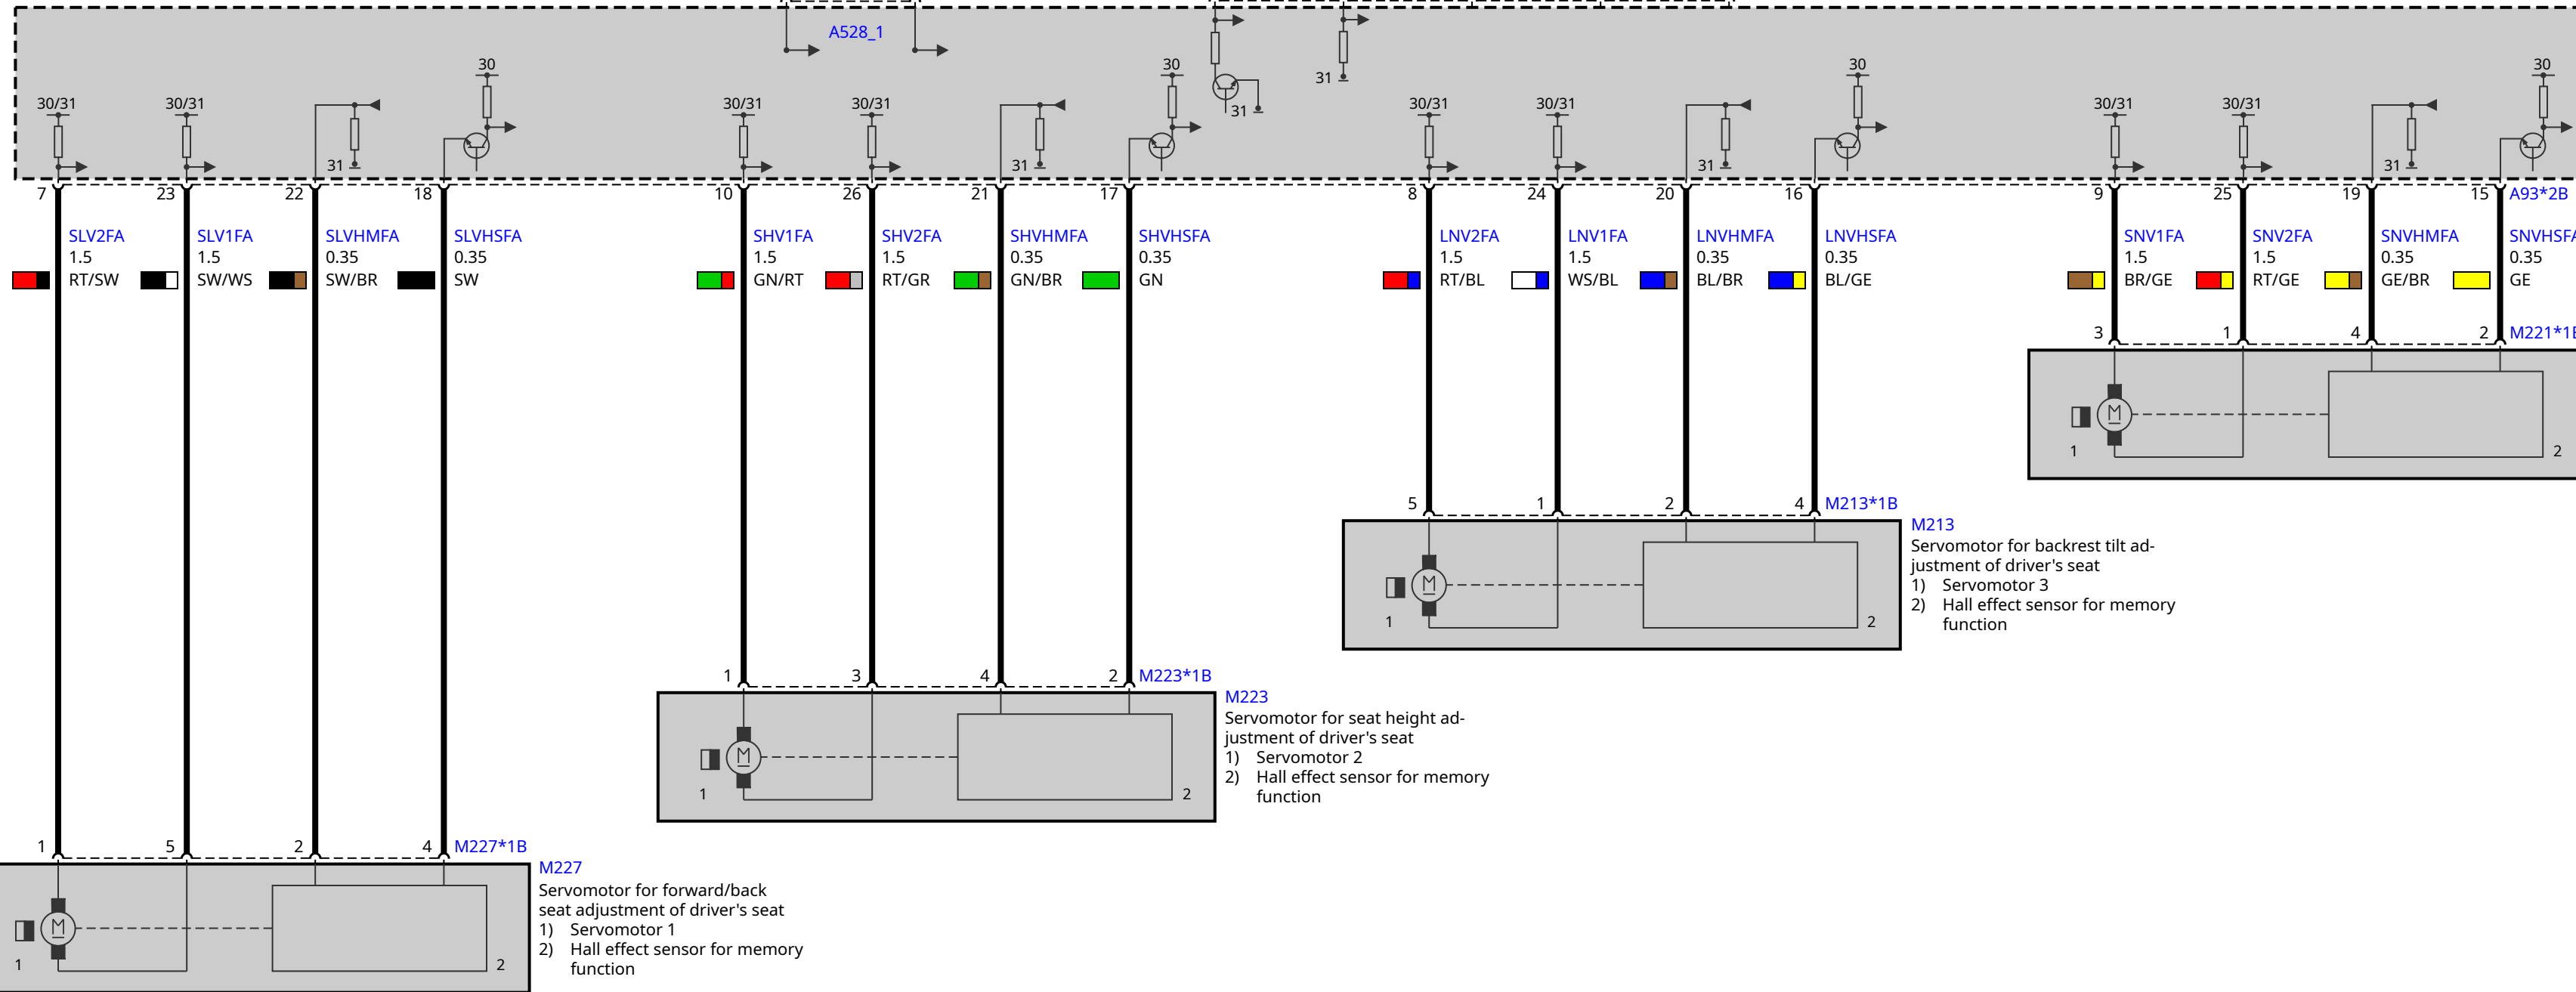 A528_1
30
30
31
30
30
30/31
30/31
31
30/31
30/31
31
31
30/31
30/31
31
30/31
30/31
31
7
23
22
18
10
26
21
17
8
24
20
16
9
25
19
15
A93*2B
SLV2FA
1.5
RT/SW
SLV1FA
1.5
SW/WS
SLVHMFA
0.35
SW/BR
SLVHSFA
0.35
SW
SHV1FA
1.5
GN/RT
SHV2FA
1.5
RT/GR
SHVHMFA
0.35
GN/BR
SHVHSFA
0.35
GN
LNV2FA
1.5
RT/BL
LNV1FA
1.5
WS/BL
LNVHMFA
0.35
BL/BR
LNVHSFA
0.35
BL/GE
SNV1FA
1.5
BR/GE
SNV2FA
1.5
RT/GE
SNVHMFA
0.35
GE/BR
SNVHSFA
0.35
GE
3
1
4
2
M221*1B
M
1
2
5
1
2
4
M213*1B
M
1
2
M213
Servomotor for backrest tilt ad-
justment of driver's seat
1) Servomotor 3
2) Hall effect sensor for memory
function
1
3
4
2
M223*1B
M
1
2
M223
Servomotor for seat height ad-
justment of driver's seat
1) Servomotor 2
2) Hall effect sensor for memory
function
1
5
2
4
M227*1B
M
1
2
M227
Servomotor for forward/back
seat adjustment of driver's seat
1) Servomotor 1
2) Hall effect sensor for memory
function